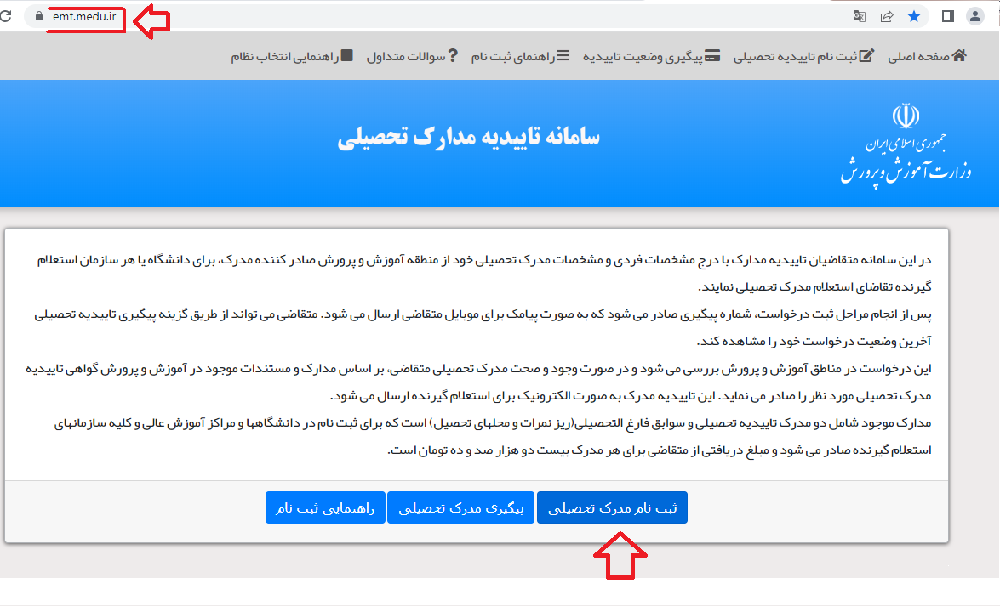 emt.medu.ir
صفحه اصلی ثبت نام تاییدیه تحصیلی پیگیری وضعیت تاییدیه راهنمای ثبت نام سوالات متداول راهنمایی انتخاب نظام
جمهوری اسلامی ایران
وزارت آموزش و پرورش
سامانه تاییدیه مدارک تحصیلی
در این سامانه متقاضیان تاییدیه مدارک با درج مشخصات فردی و مشخصات مدرک تحصیلی خود از منطقه آموزش و پرورش صادر کننده مدرک، برای دانشگاه یا هر سازمان استعلام
گیرنده تقاضای استعلام مدرک تحصیلی نمایند.
پس از انجام مراحل ثبت درخواست، شماره پیگیری صادر می شود که به صورت پیامک برای موبایل متقاضی ارسال می شود. متقاضی می تواند از طریق گزینه پیگیری تاییدیه تحصیلی
آخرین وضعیت درخواست خود را مشاهده کند.
این درخواست در مناطق آموزش و پرورش بررسی می شود و در صورت وجود و صحت مدرک تحصیلی متقاضی، بر اساس مدارک و مستندات موجود در آموزش و پرورش گواهی تاییدیه
مدرک تحصیلی مورد نظر را صادر می نماید. این تاییدیه مدرک به صورت الکترونیک برای استعلام گیرنده ارسال می شود.
مدارک موجود شامل دو مدرک تاییدیه تحصیلی و سوابق فارغ التحصیلی(ریز نمرات و محلهای تحصیل) است که برای ثبت نام در دانشگاهها و مراکز آموزش عالی و کلیه سازمانهای
استعلام گیرنده صادر می شود و مبلغ دریافتی از متقاضی برای هر مدرک بیست دو هزار صد و ده تومان است.
ثبت نام مدرک تحصیلی پیگیری مدرک تحصیلی راهنمایی ثبت نام